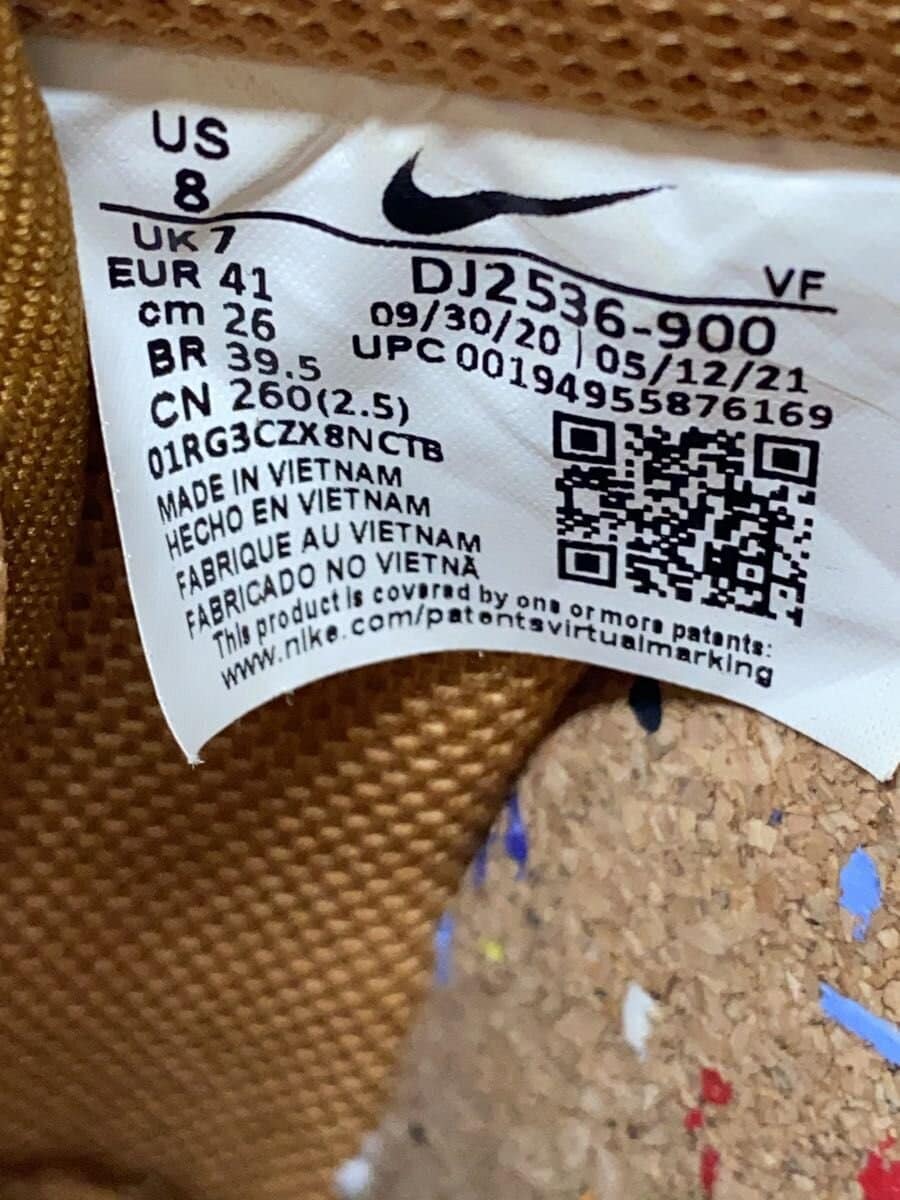 US
8
UK 7
EUR 41
cm 26
BR 39.5
CN 260(2.5)
VF
DJ2536-900
09/30/20 | 05/12/21
UPC 00194955876169
01RG3CZX8NCTB
MADE IN VIETNAM
HECHO EN VIETNAM
FABRIQUE AU VIETNAM
FABRICADO NO VIETNÃ
This product is covered by one or more patents:
www.nike.com/patentsvirtualmarking